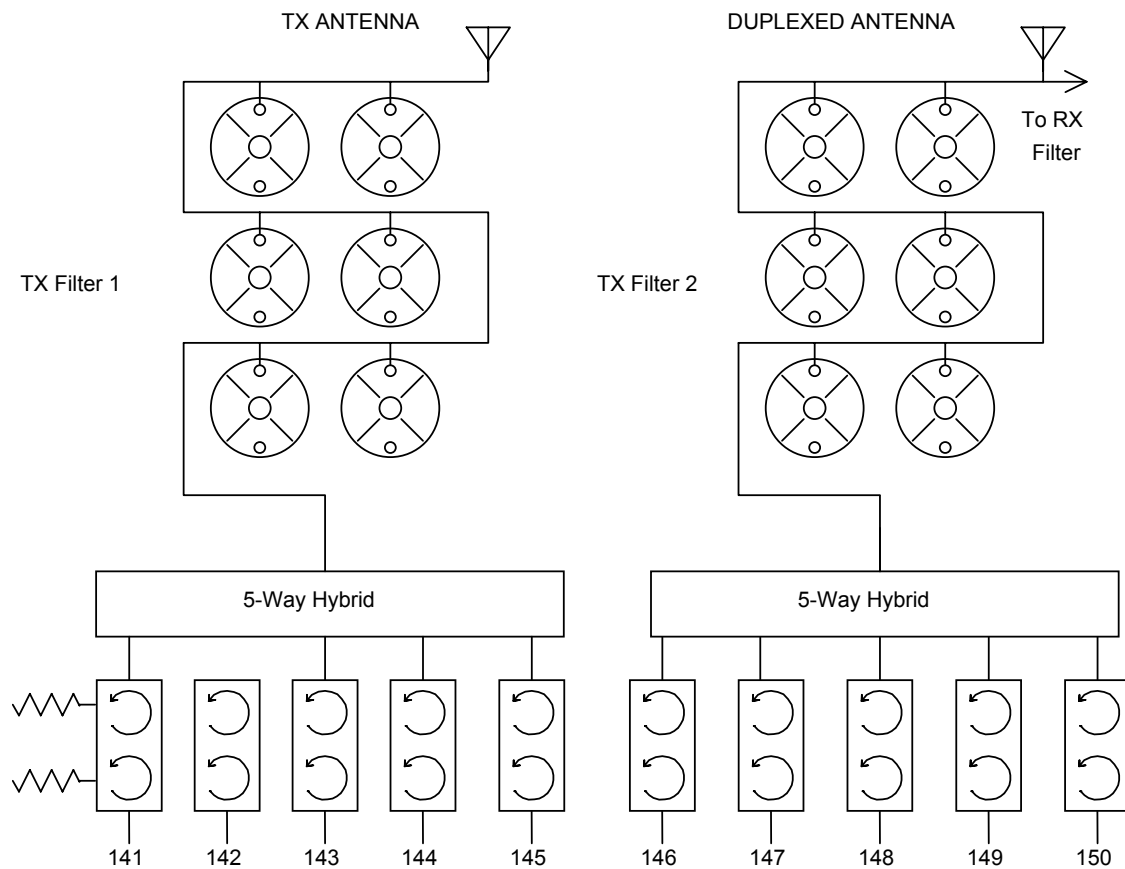 TX ANTENNA
DUPLEXED ANTENNA
To RX
Filter
TX Filter 1
TX Filter 2
5-Way Hybrid
5-Way Hybrid
141 142 143 144 145 146 147 148 149 150